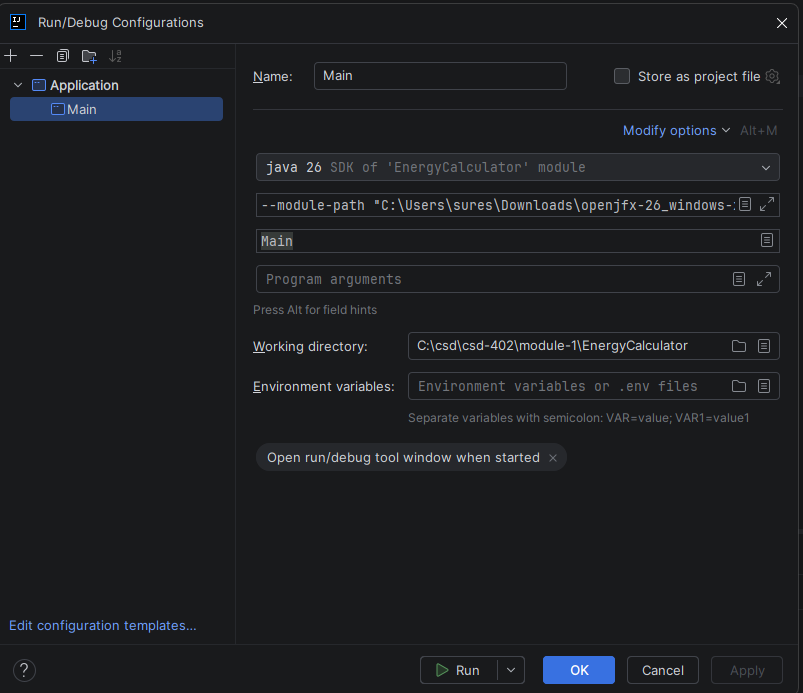 IJ
Run/Debug Configurations
Application
Main
Name:
Main
Store as project file
Modify options
Alt+M
java 26 SDK of 'EnergyCalculator' module
--module-path "C:\Users\sures\Downloads\openjfx-26_windows-
Main
Program arguments
Press Alt for field hints
Working directory:
C:\csd\csd-402\module-1\EnergyCalculator
Environment variables:
Environment variables or .env files
Separate variables with semicolon: VAR=value; VAR1=value1
Open run/debug tool window when started
Edit configuration templates...
?
Run
OK
Cancel
Apply